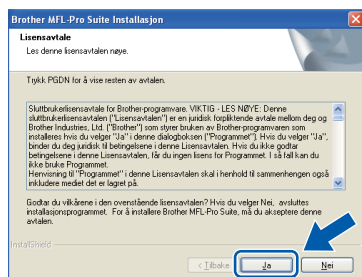 Brother MFL-Pro Suite Installasjon
Lisensavtale
Les denne lisensavtalen nøye.
Trykk PGDN for å vise resten av avtalen.
Sluttbrukerlisensavtale for Brother-programvare. VIKTIG - LES NØYE: Denne
sluttbrukerlisensavtalen ("Lisensavtalen") er en juridisk forpliktende avtale mellom deg og
Brother Industries, Ltd. ("Brother") som styrer bruken av Brother-programvaren som
installeres hvis du velger "Ja" i denne dialogboksen ("Programmet"). Hvis du velger "Ja",
binder du deg juridisk til betingelsene i denne Lisensavtalen. Hvis du ikke godtar
betingelsene i denne Lisensavtalen, får du ingen lisens for Programmet. I så fall kan du
ikke bruke Programmet.
Henvisning til "Programmet" i denne Lisensavtalen skal i henhold til sammenhengen også
inkludere mediet det er lagret på.
Godtar du vilkårene i den ovenstående lisensavtalen? Hvis du velger Nei, avsluttes
installasjonsprogrammet. For å installere Brother MFL-Pro Suite, må du akseptere denne
avtalen.
InstallShield
< Tilbake
Ja
Nei